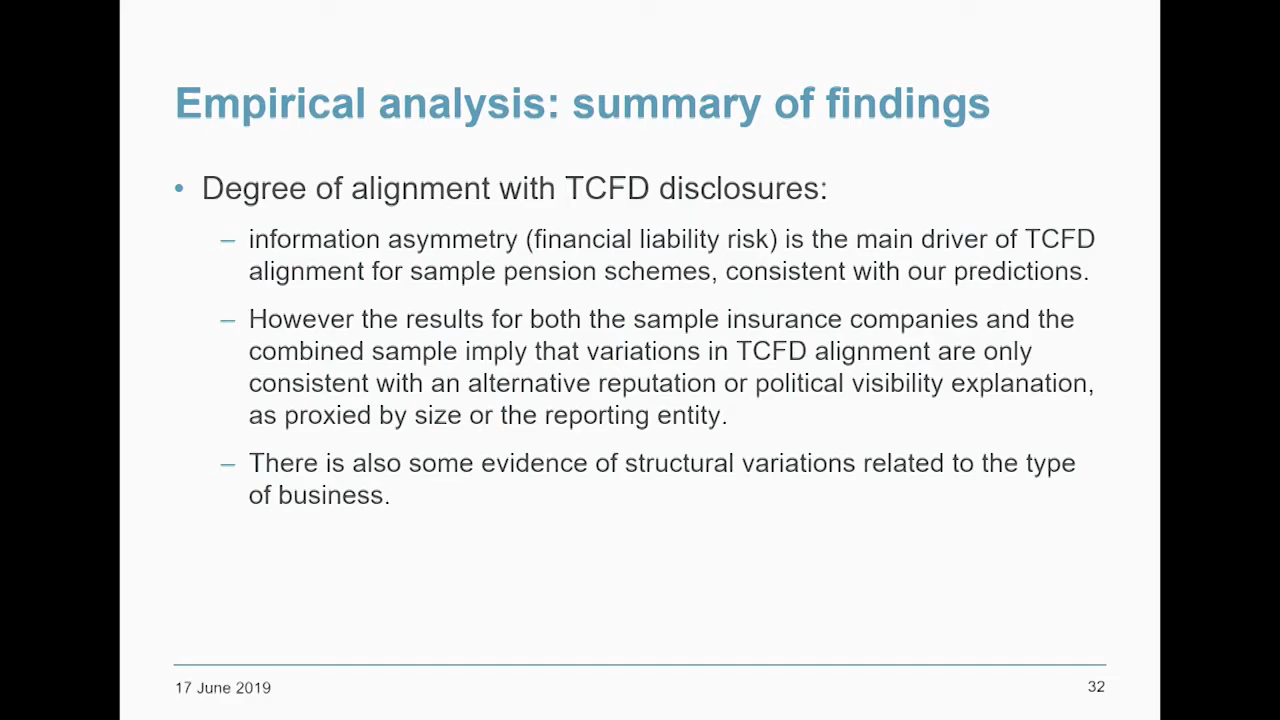 Empirical analysis: summary of findings
• Degree of alignment with TCFD disclosures:
– information asymmetry (financial liability risk) is the main driver of TCFD
alignment for sample pension schemes, consistent with our predictions.
– However the results for both the sample insurance companies and the
combined sample imply that variations in TCFD alignment are only
consistent with an alternative reputation or political visibility explanation,
as proxied by size or the reporting entity.
– There is also some evidence of structural variations related to the type
of business.
17 June 2019
32